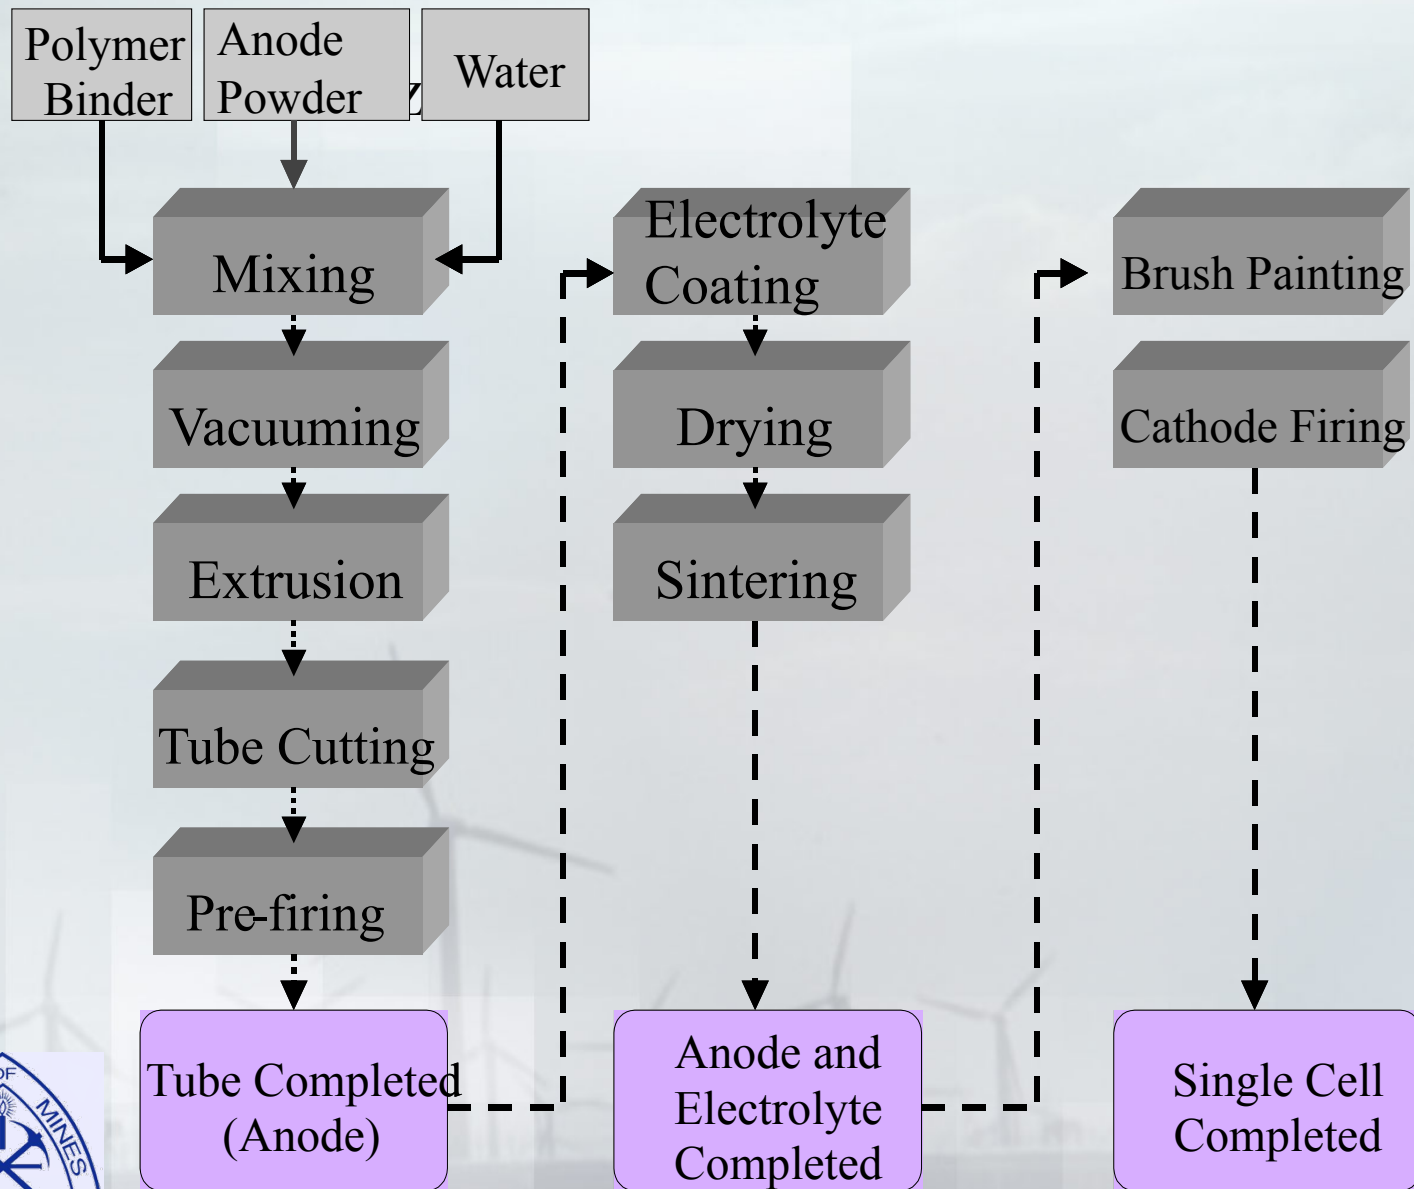 Polymer
Binder
Anode
Powder
Water
Mixing
Vacuuming
Extrusion
Tube Cutting
Pre-firing
Tube Completed
(Anode)
Electrolyte
Coating
Drying
Sintering
Anode and
Electrolyte
Completed
Brush Painting
Cathode Firing
Single Cell
Completed
OF
MINES